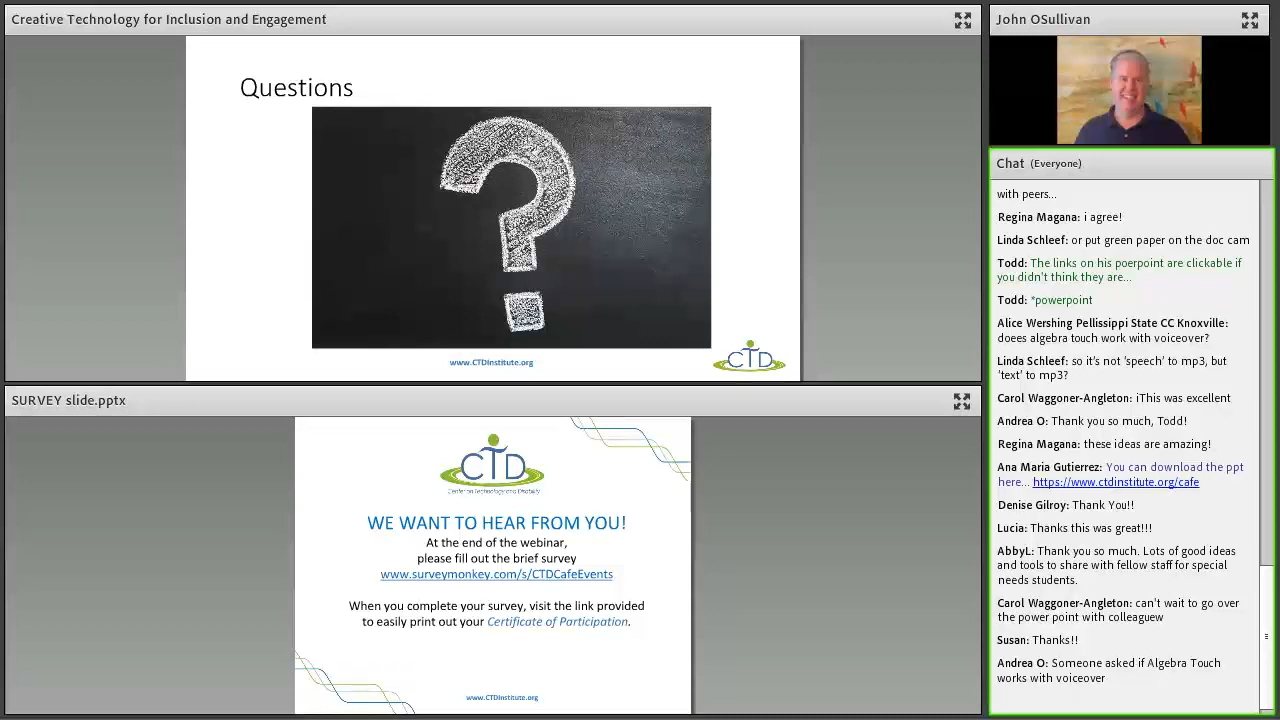 Creative Technology for Inclusion and Engagement
Questions
?
www.CTDInstitute.org
CTD
SURVEY slide.pptx
CTD
Center on Technology and Disability
WE WANT TO HEAR FROM YOU!
At the end of the webinar,
please fill out the brief survey
www.surveymonkey.com/s/CTDCafeEvents
When you complete your survey, visit the link provided
to easily print out your Certificate of Participation.
www.CTDInstitute.org
John OSullivan
Chat (Everyone)
with peers...
Regina Magana: i agree!
Linda Schleef: or put green paper on the doc cam
Todd: The links on his poerpoint are clickable if
you didn't think they are...
Todd: *powerpoint
Alice Wershing Pellissippi State CC Knoxville:
doees algebra touch work with voiceover?
Linda Schleef: so it's not 'speech' to mp3, but
'text' to mp3?
Carol Waggoner-Angleton: iThis was excellent
Andrea O: Thank you so much, Todd!
Regina Magana: these ideas are amazing!
Ana Maria Gutierrez: You can download the ppt
here... https://www.ctdinstitute.org/cafe
Denise Gilroy: Thank You!!
Lucia: Thanks this was great!!!
AbbyL: Thank you so much. Lots of good ideas
and tools to share with fellow staff for special
needs students.
Carol Waggoner-Angleton: can't wait to go over
the power point with colleaguew
Susan: Thanks!!
Andrea O: Someone asked if Algebra Touch
works with voiceover